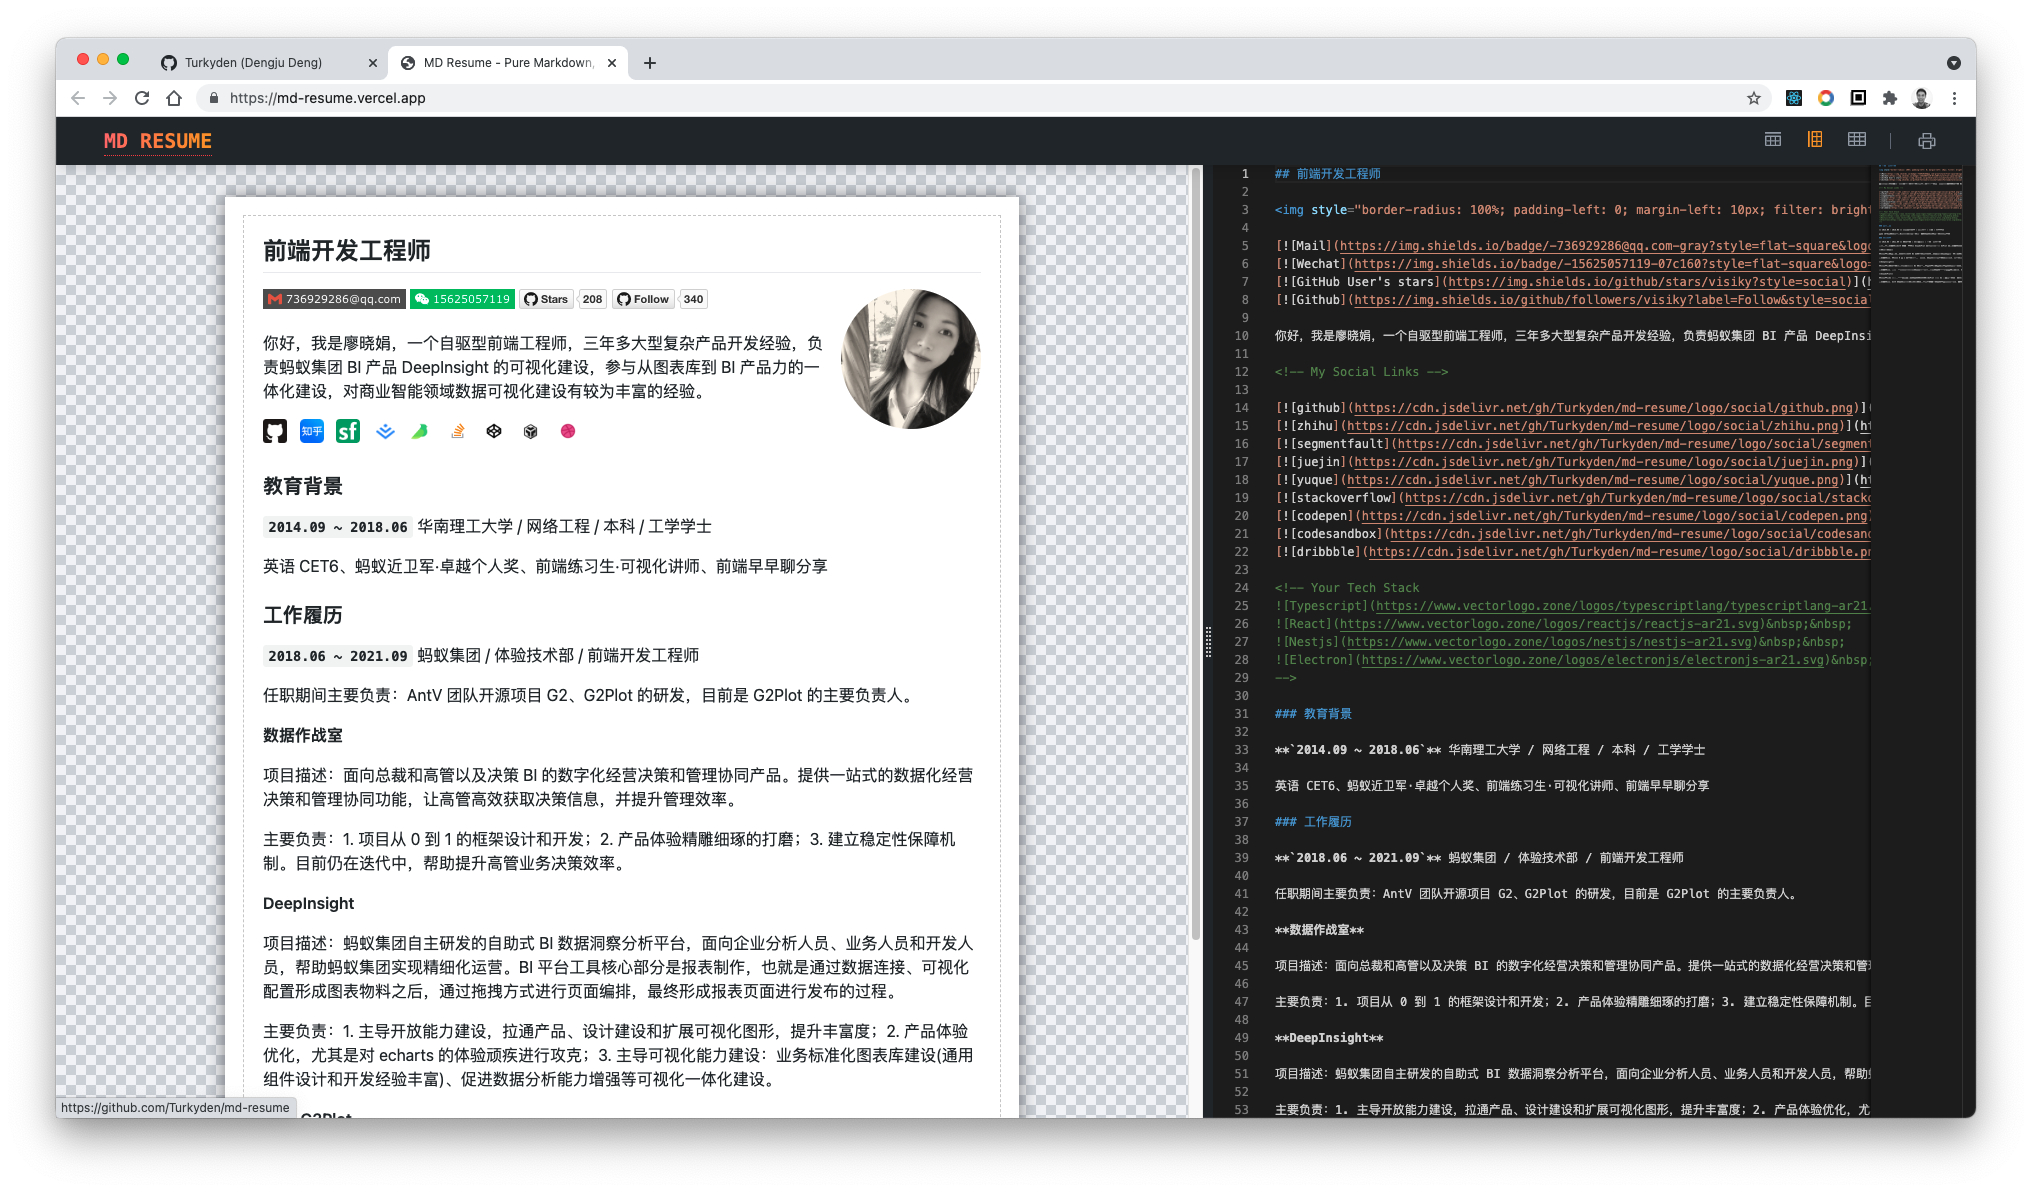 Turkyden (Dengju Deng)
MD Resume - Pure Markdown,
https://md-resume.vercel.app
MD RESUME
前端开发工程师
736929286@qq.com 15625057119 Stars 208 Follow 340
你好，我是廖晓娟，一个自驱型前端工程师，三年多大型复杂产品开发经验，负
责蚂蚁集团 BI 产品 DeepInsight 的可视化建设，参与从图表库到 BI 产品力的一
体化建设，对商业智能领域数据可视化建设有较为丰富的经验。
知乎 sf
教育背景
2014.09 ~ 2018.06 华南理工大学 / 网络工程 / 本科 / 工学学士
英语 CET6、蚂蚁近卫军·卓越个人奖、前端练习生·可视化讲师、前端早早聊分享
工作履历
2018.06 ~ 2021.09 蚂蚁集团 / 体验技术部 / 前端开发工程师
任职期间主要负责：AntV 团队开源项目 G2、G2Plot 的研发，目前是 G2Plot 的主要负责人。
数据作战室
项目描述：面向总裁和高管以及决策 BI 的数字化经营决策和管理协同产品。提供一站式的数据化经营
决策和管理协同功能，让高管高效获取决策信息，并提升管理效率。
主要负责：1. 项目从 0 到 1 的框架设计和开发；2. 产品体验精雕细琢的打磨；3. 建立稳定性保障机
制。目前仍在迭代中，帮助提升高管业务决策效率。
DeepInsight
项目描述：蚂蚁集团自主研发的自助式 BI 数据洞察分析平台，面向企业分析人员、业务人员和开发人
员，帮助蚂蚁集团实现精细化运营。BI 平台工具核心部分是报表制作，也就是通过数据连接、可视化
配置形成图表物料之后，通过拖拽方式进行页面编排，最终形成报表页面进行发布的过程。
主要负责：1. 主导开放能力建设，拉通产品、设计建设和扩展可视化图形，提升丰富度；2. 产品体验
优化，尤其是对 echarts 的体验顽疾进行攻克；3. 主导可视化能力建设：业务标准化图表库建设(通用
组件设计和开发经验丰富)、促进数据分析能力增强等可视化一体化建设。
G2Plot
https://github.com/Turkyden/md-resume
1 ## 前端开发工程师
2
3 <img style="border-radius: 100%; padding-left: 0; margin-left: 10px; filter: bright
4
5 [![Mail](https://img.shields.io/badge/-736929286@qq.com-gray?style=flat-square&logo
6 [![Wechat](https://img.shields.io/badge/-15625057119-07c160?style=flat-square&logo=
7 [![GitHub User's stars](https://img.shields.io/github/stars/visiky?style=social)](h
8 [![Github](https://img.shields.io/github/followers/visiky?label=Follow&style=social
9
10 你好，我是廖晓娟，一个自驱型前端工程师，三年多大型复杂产品开发经验，负责蚂蚁集团 BI 产品 DeepInsi
11
12 <!-- My Social Links -->
13
14 [![github](https://cdn.jsdelivr.net/gh/Turkyden/md-resume/logo/social/github.png)](
15 [![zhihu](https://cdn.jsdelivr.net/gh/Turkyden/md-resume/logo/social/zhihu.png)](ht
16 [![segmentfault](https://cdn.jsdelivr.net/gh/Turkyden/md-resume/logo/social/segment
17 [![juejin](https://cdn.jsdelivr.net/gh/Turkyden/md-resume/logo/social/juejin.png)](
18 [![yuque](https://cdn.jsdelivr.net/gh/Turkyden/md-resume/logo/social/yuque.png)](ht
19 [![stackoverflow](https://cdn.jsdelivr.net/gh/Turkyden/md-resume/logo/social/stacko
20 [![codepen](https://cdn.jsdelivr.net/gh/Turkyden/md-resume/logo/social/codepen.png)
21 [![codesandbox](https://cdn.jsdelivr.net/gh/Turkyden/md-resume/logo/social/codesand
22 [![dribbble](https://cdn.jsdelivr.net/gh/Turkyden/md-resume/logo/social/dribbble.pn
23
24 <!-- Your Tech Stack
25 ![Typescript](https://www.vectorlogo.zone/logos/typescriptlang/typescriptlang-ar21.
26 ![React](https://www.vectorlogo.zone/logos/reactjs/reactjs-ar21.svg)&nbsp;&nbsp;
27 ![Nestjs](https://www.vectorlogo.zone/logos/nestjs/nestjs-ar21.svg)&nbsp;&nbsp;
28 ![Electron](https://www.vectorlogo.zone/logos/electronjs/electronjs-ar21.svg)&nbsp;
29 -->
30
31 ### 教育背景
32
33 **`2014.09 ~ 2018.06`** 华南理工大学 / 网络工程 / 本科 / 工学学士
34
35 英语 CET6、蚂蚁近卫军·卓越个人奖、前端练习生·可视化讲师、前端早早聊分享
36
37 ### 工作履历
38
39 **`2018.06 ~ 2021.09`** 蚂蚁集团 / 体验技术部 / 前端开发工程师
40
41 任职期间主要负责：AntV 团队开源项目 G2、G2Plot 的研发，目前是 G2Plot 的主要负责人。
42
43 **数据作战室**
44
45 项目描述：面向总裁和高管以及决策 BI 的数字化经营决策和管理协同产品。提供一站式的数据化经营决策和管
46
47 主要负责：1. 项目从 0 到 1 的框架设计和开发；2. 产品体验精雕细琢的打磨；3. 建立稳定性保障机制。目
48
49 **DeepInsight**
50
51 项目描述：蚂蚁集团自主研发的自助式 BI 数据洞察分析平台，面向企业分析人员、业务人员和开发人员，帮助
52
53 主要负责：1. 主导开放能力建设，拉通产品、设计建设和扩展可视化图形，提升丰富度；2. 产品体验优化，尤